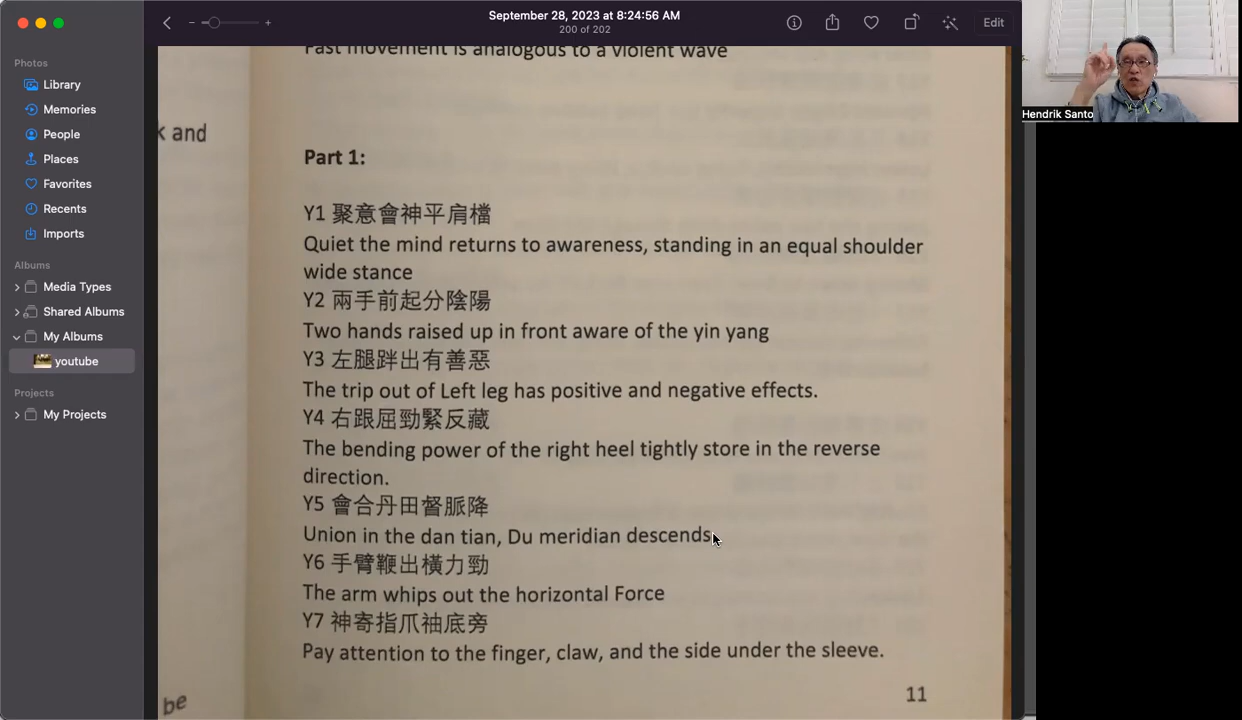 September 28, 2023 at 8:24:56 AM
200 of 202
Edit
Photos
Library
Memories
People
Places
Favorites
Recents
Imports
Albums
Media Types
Shared Albums
My Albums
youtube
Projects
My Projects
Fast movement is analogous to a violent wave
k and
Part 1:
Y1 聚意會神平肩檔
Quiet the mind returns to awareness, standing in an equal shoulder
wide stance
Y2 兩手前起分陰陽
Two hands raised up in front aware of the yin yang
Y3 左腿跘出有善惡
The trip out of Left leg has positive and negative effects.
Y4 右跟屈勁緊反藏
The bending power of the right heel tightly store in the reverse
direction.
Y5 會合丹田督脈降
Union in the dan tian, Du meridian descends
Y6 手臂鞭出橫力勁
The arm whips out the horizontal Force
Y7 神寄指爪袖底旁
Pay attention to the finger, claw, and the side under the sleeve.
11
be
Hendrik Santo